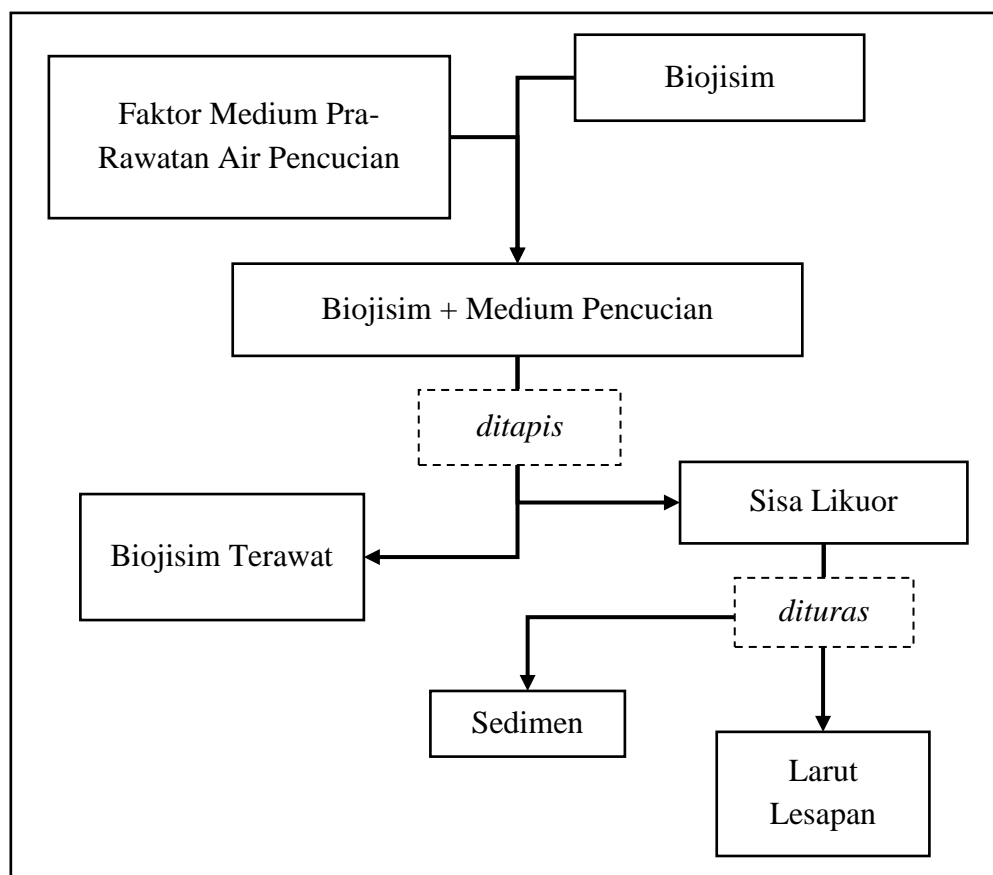 Faktor Medium Pra-
Rawatan Air Pencucian
Biojisim
Biojisim + Medium Pencucian
ditapis
Biojisim Terawat
Sisa Likuor
dituras
Sedimen
Larut
Lesapan